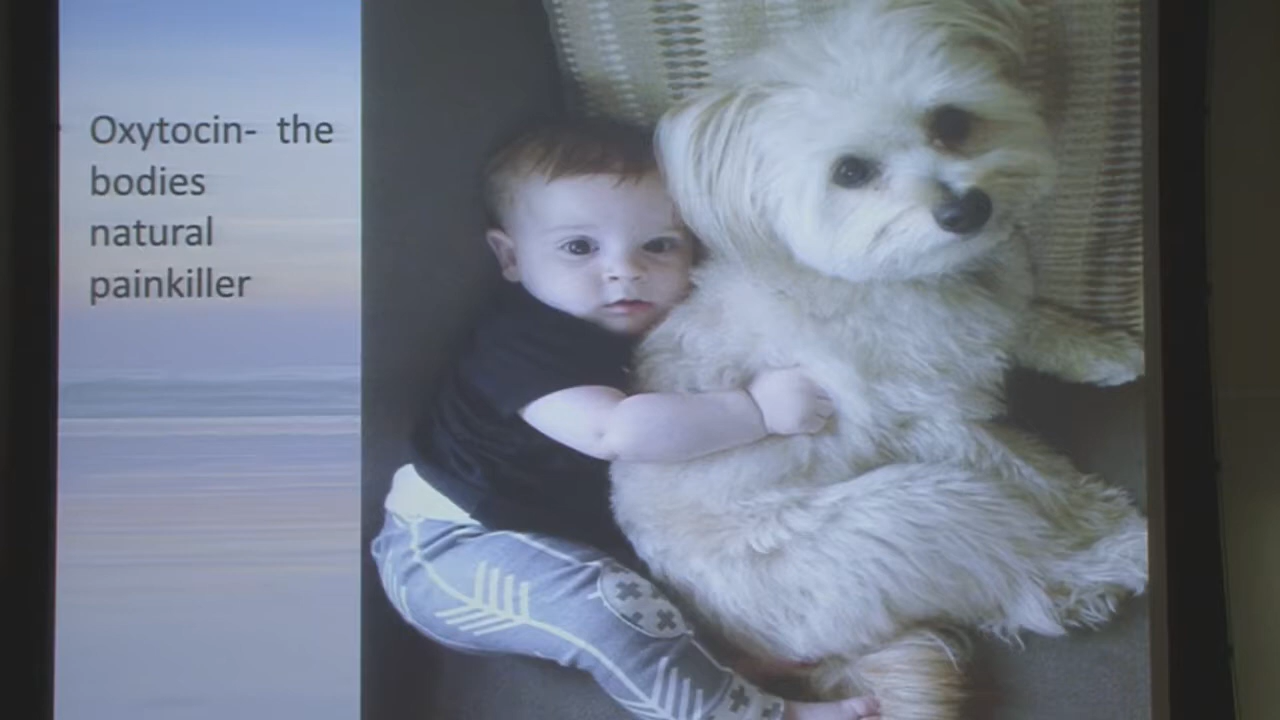 Oxytocin- the
bodies
natural
painkiller